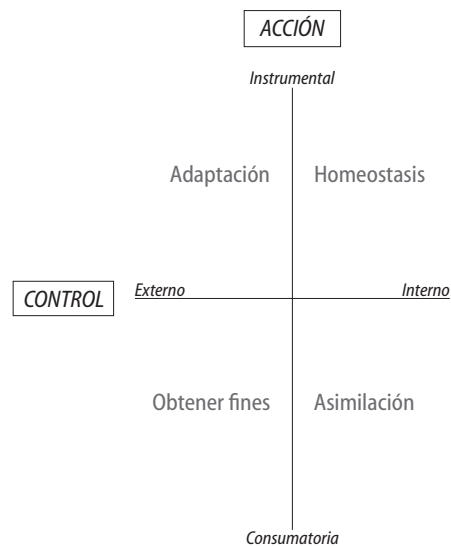 ACCIÓN
Instrumental
Adaptación Homeostasis
CONTROL Externo Interno
Obtener fines Asimilación
Consumatoria